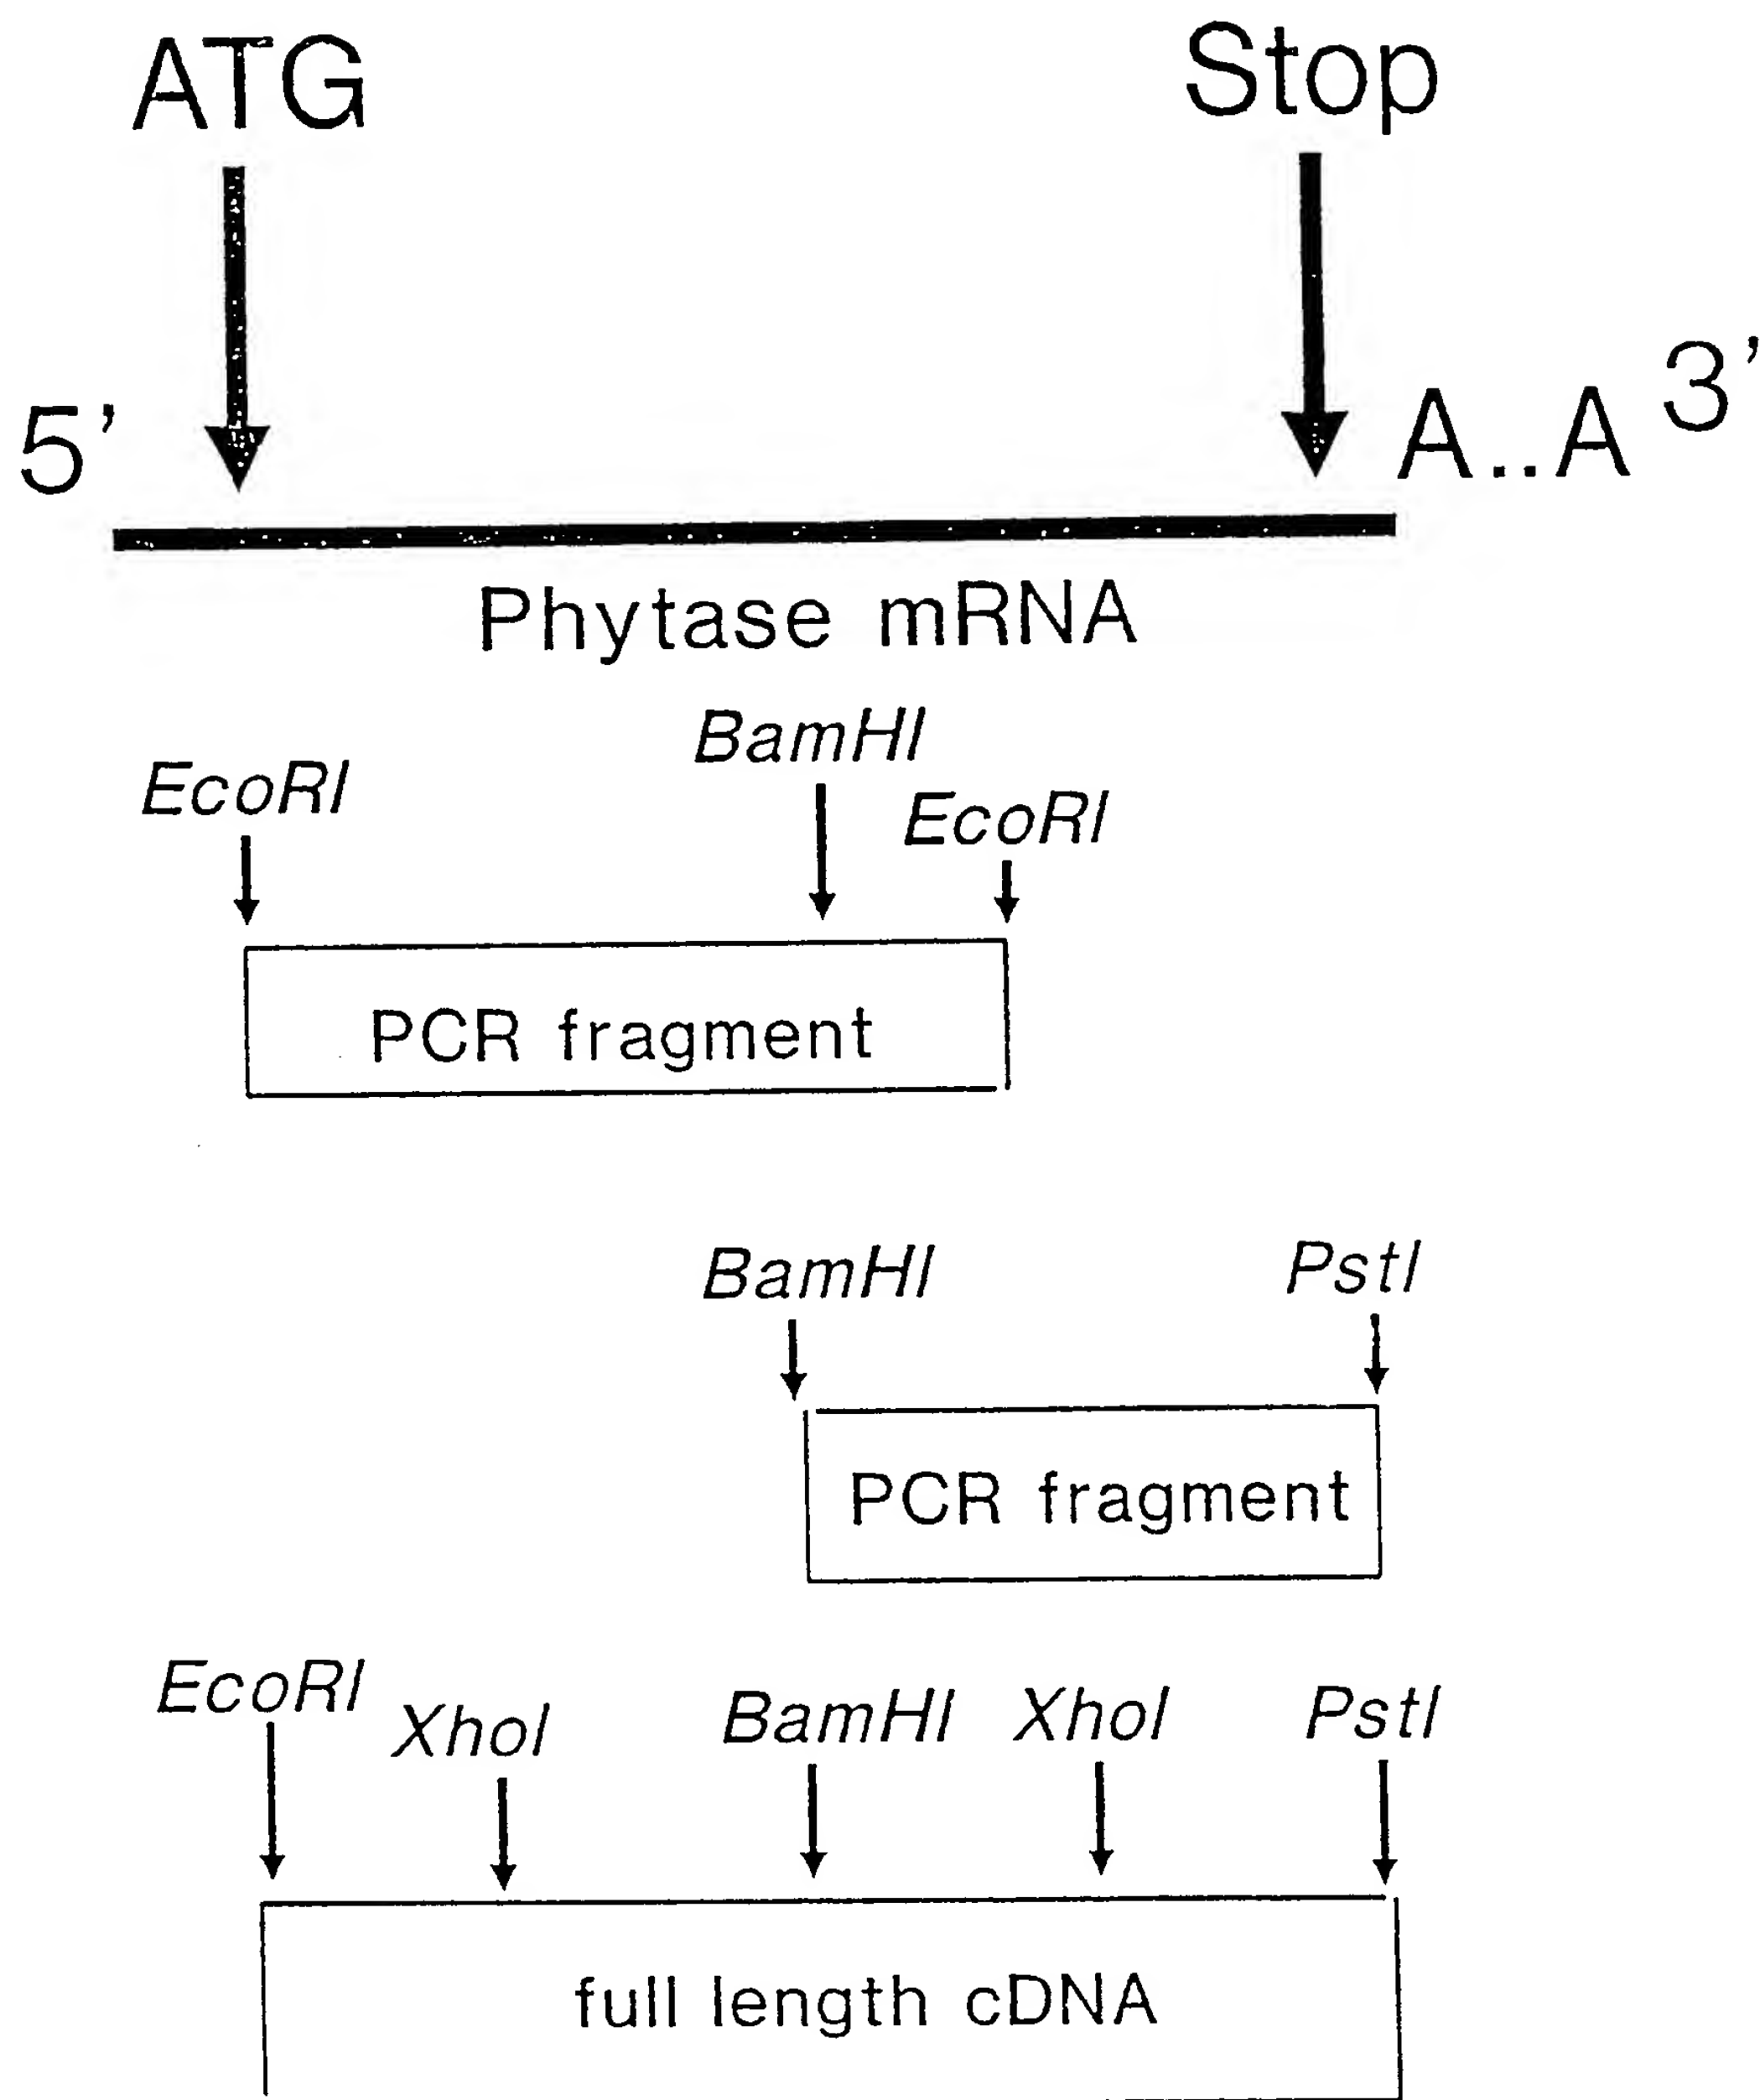 ATG Stop
5' A..A 3'
Phytase mRNA
BamHI
EcoRI EcoRI
PCR fragment
BamHI PstI
PCR fragment
EcoRI XhoI BamHI XhoI PstI
full length cDNA